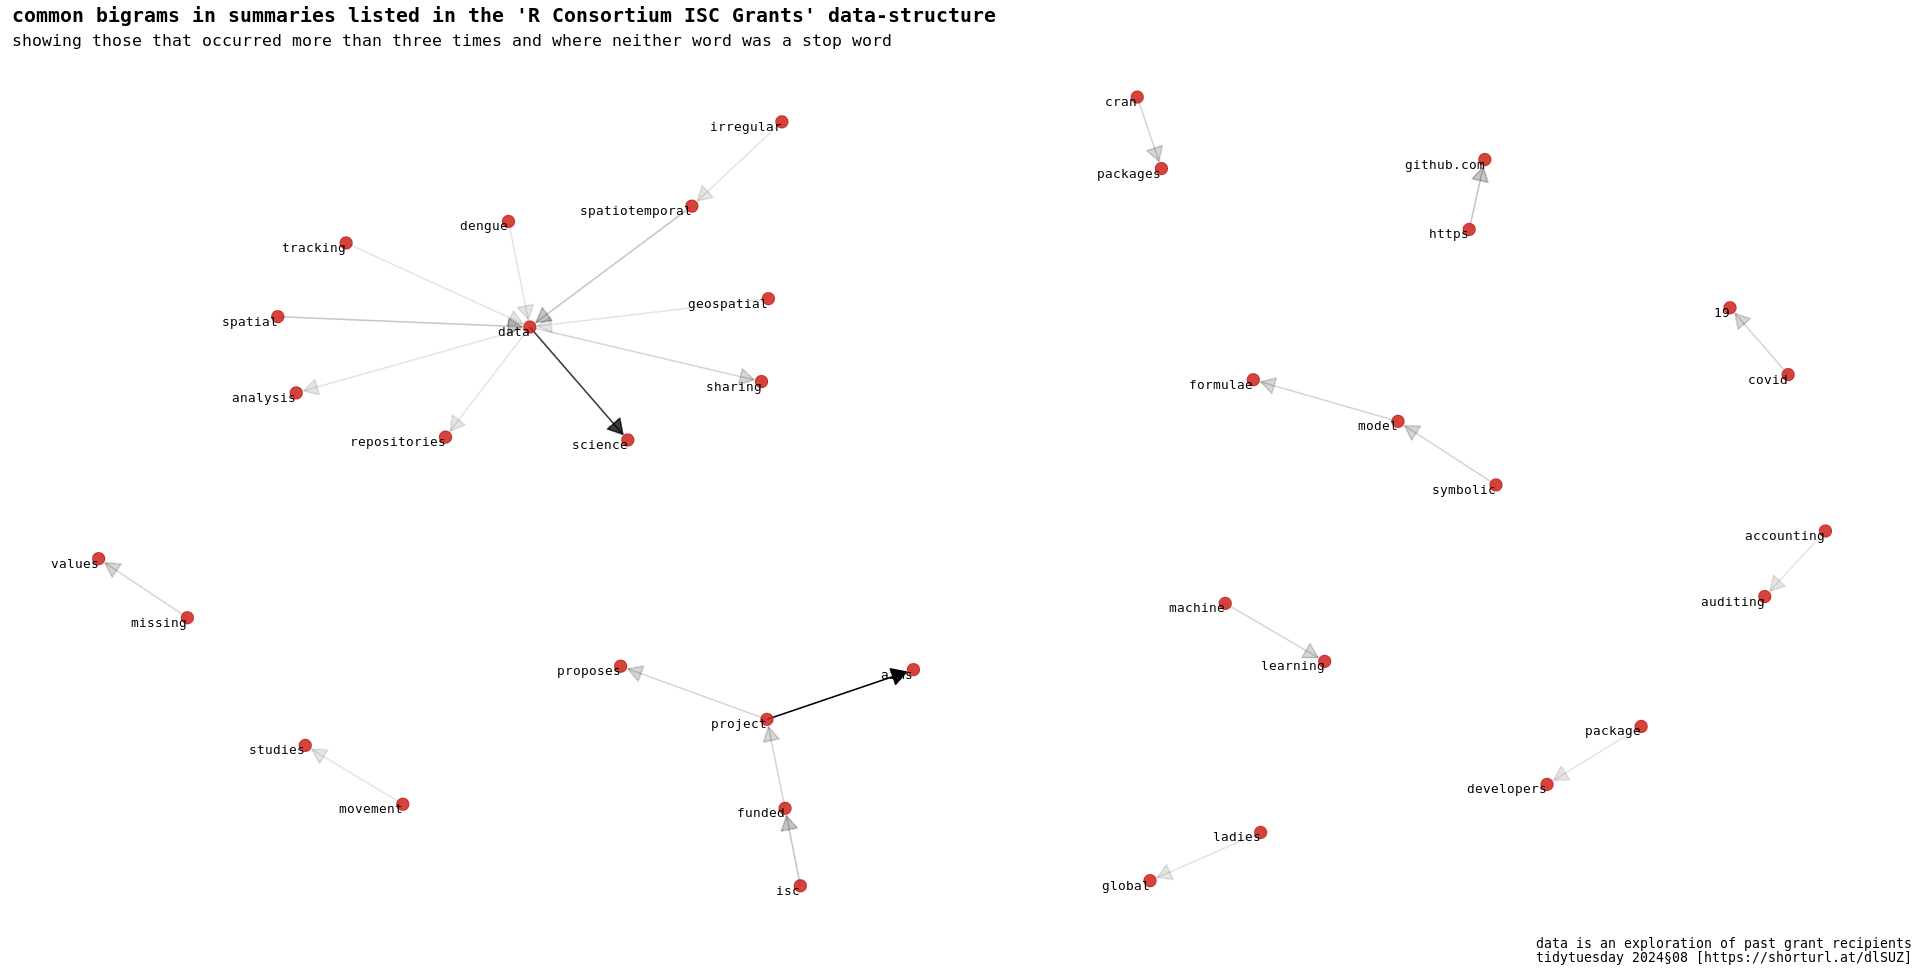 common bigrams in summaries listed in the 'R Consortium ISC Grants' data-structure
showing those that occurred more than three times and where neither word was a stop word
cran
irregular
packages
github.com
spatiotemporal
dengue
https
tracking
geospatial
19
spatial
data
covid
sharing
formulae
analysis
model
repositories
science
symbolic
accounting
values
auditing
machine
missing
learning
proposes
project
package
studies
developers
movement
funded
ladies
global
isc
data is an exploration of past grant recipients
tidytuesday 2024§08 [https://shorturl.at/dlSUZ]